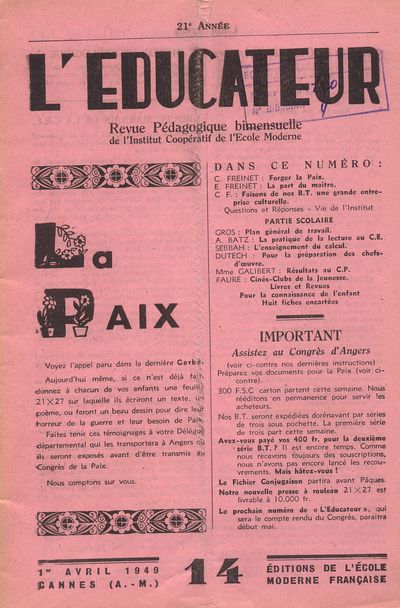 21e ANNÉE
L'EDUCATEUR
Revue Pédagogique bimensuelle
de l'Institut Coopératif de l'Ecole Moderne
La
PAIX
Voyez l'appel paru dans la dernière Gerbe.
Aujourd'hui même, si ce n'est déjà fait,
donnez à chacun de vos enfants une feuille
21×27 sur laquelle ils écriront un texte, un
poème, ou feront un beau dessin pour dire leur
horreur de la guerre et leur besoin de Paix.
Faites tenir ces témoignages à votre Délégué
départemental qui les transportera à Angers où
ils seront exposés avant d'être transmis au
Congrès de la Paix.
Nous comptons sur vous.
DANS CE NUMÉRO :
C. FREINET : Forger la Paix.
E. FREINET : La part du maître.
C. F. : Faisons de nos B.T. une grande entre-
prise culturelle.
Questions et Réponses - Vie de l'Institut
PARTIE SCOLAIRE
GROS : Plan général de travail.
A. BATZ : La pratique de la lecture au C.E.
SEBBAH : L'enseignement du calcul.
DUTECH : Pour la préparation des chefs-
d'œuvre.
Mme GALIBERT : Résultats au C.P.
FAURE : Cinés-Clubs de la Jeunesse.
Livres et Revues
Pour la connaissance de l'enfant
Huit fiches encartées
IMPORTANT
Assistez au Congrès d'Angers
(voir ci-contre nos dernières instructions)
Préparez vos documents pour la Paix (voir ci-
contre).
300 F.S.C carton partent cette semaine. Nous
rééditons en permanence pour servir les
acheteurs.
Nos B.T. seront expédiées dorénavant par séries
de trois sous pochette. La première série
de trois part cette semaine.
Avez-vous payé vos 400 fr. pour la deuxième
série B.T. ? Il est encore temps. Comme
nous recevons toujours des souscriptions,
nous n'avons pas encore lancé les recou-
vrements. Mais hâtez-vous !
Le Fichier Conjugaison partira avant Pâques.
Notre nouvelle presse à rouleau 21×27 est
livrable à 10.000 fr.
Le prochain numéro de « L'Educateur », qui
sera le compte rendu du Congrès, paraîtra
début mai.
1er AVRIL 1949
CANNES (A.-M.)
14
ÉDITIONS DE L'ÉCOLE
MODERNE FRANÇAISE